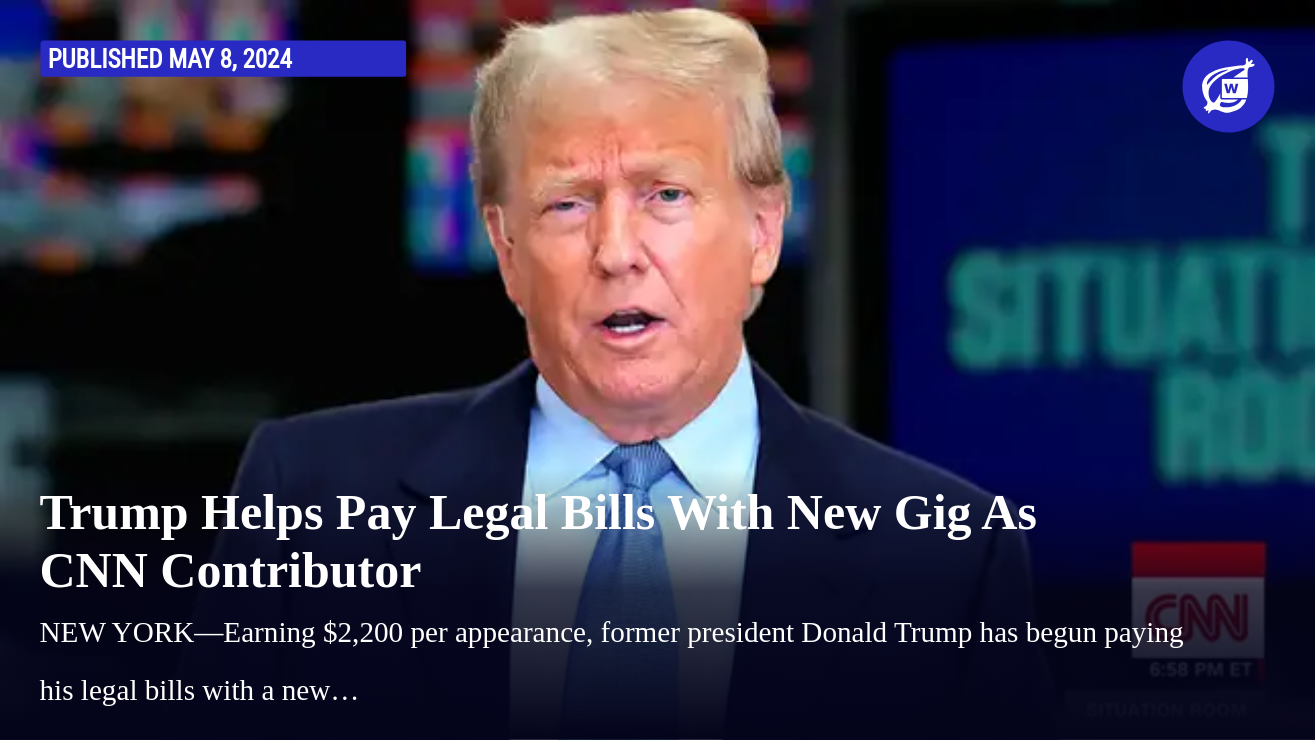 PUBLISHED MAY 8, 2024
W
SITUATI
ROO
Trump Helps Pay Legal Bills With New Gig As
CNN Contributor
NEW YORK—Earning $2,200 per appearance, former president Donald Trump has begun paying
his legal bills with a new…
CNN
6:58 PM ET
SITUATION ROOM